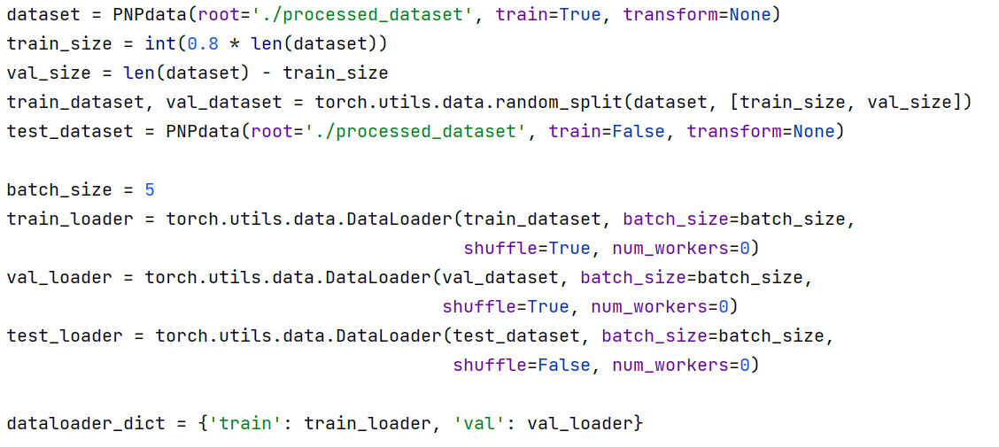 dataset = PNPdata(root='./processed_dataset', train=True, transform=None)
train_size = int(0.8 * len(dataset))
val_size = len(dataset) - train_size
train_dataset, val_dataset = torch.utils.data.random_split(dataset, [train_size, val_size])
test_dataset = PNPdata(root='./processed_dataset', train=False, transform=None)

batch_size = 5
train_loader = torch.utils.data.DataLoader(train_dataset, batch_size=batch_size,
                                           shuffle=True, num_workers=0)
val_loader = torch.utils.data.DataLoader(val_dataset, batch_size=batch_size,
                                         shuffle=True, num_workers=0)
test_loader = torch.utils.data.DataLoader(test_dataset, batch_size=batch_size,
                                          shuffle=False, num_workers=0)

dataloader_dict = {'train': train_loader, 'val': val_loader}